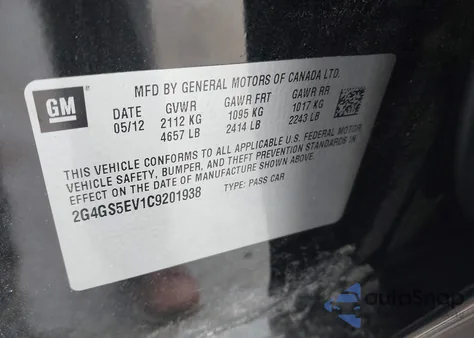 MFD BY GENERAL MOTORS OF CANADA LTD.
GM
DATE GVWR GAWR FRT GAWR RR
05/12 2112 KG 1095 KG 1017 KG
4657 LB 2414 LB 2243 LB
THIS VEHICLE CONFORMS TO ALL APPLICABLE U.S. FEDERAL MOTOR
VEHICLE SAFETY, BUMPER, AND THEFT PREVENTION STANDARDS IN
EFFECT ON THE DATE OF MANUFACTURE SHOWN ABOVE.
2G4GS5EV1C9201938 TYPE: PASS CAR
autoSnap